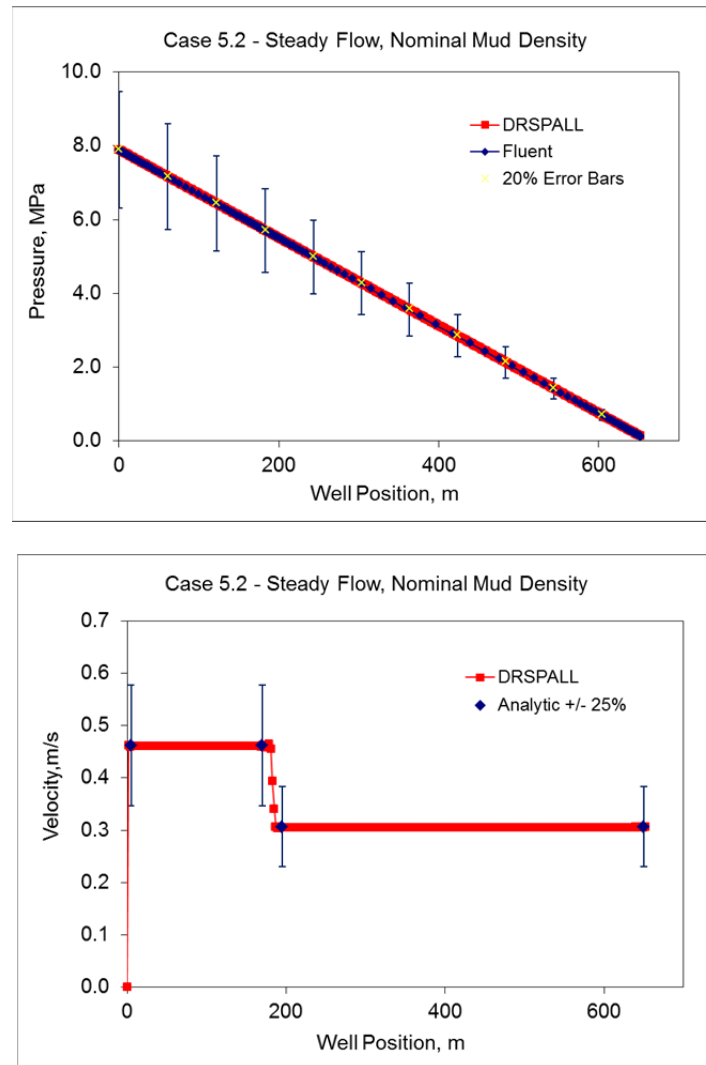 Case 5.2 - Steady Flow, Nominal Mud Density
10.0
8.0
6.0
4.0
2.0
0.0
Pressure, MPa
DRSPALL
Fluent
20% Error Bars
0 200 400 600
Well Position, m
Case 5.2 - Steady Flow, Nominal Mud Density
0.7
0.6
0.5
0.4
0.3
0.2
0.1
0.0
Velocity,m/s
DRSPALL
Analytic +/- 25%
0 200 400 600
Well Position, m